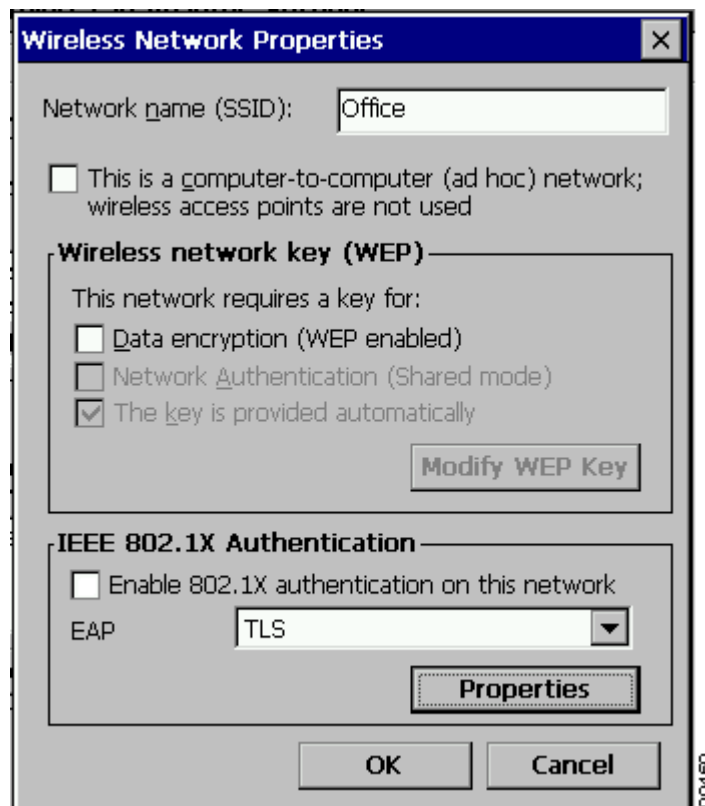 Wireless Network Properties
Network name (SSID): Office
This is a computer-to-computer (ad hoc) network;
wireless access points are not used
Wireless network key (WEP)
This network requires a key for:
Data encryption (WEP enabled)
Network Authentication (Shared mode)
The key is provided automatically
Modify WEP Key
IEEE 802.1X Authentication
Enable 802.1X authentication on this network
EAP TLS
Properties
OK Cancel